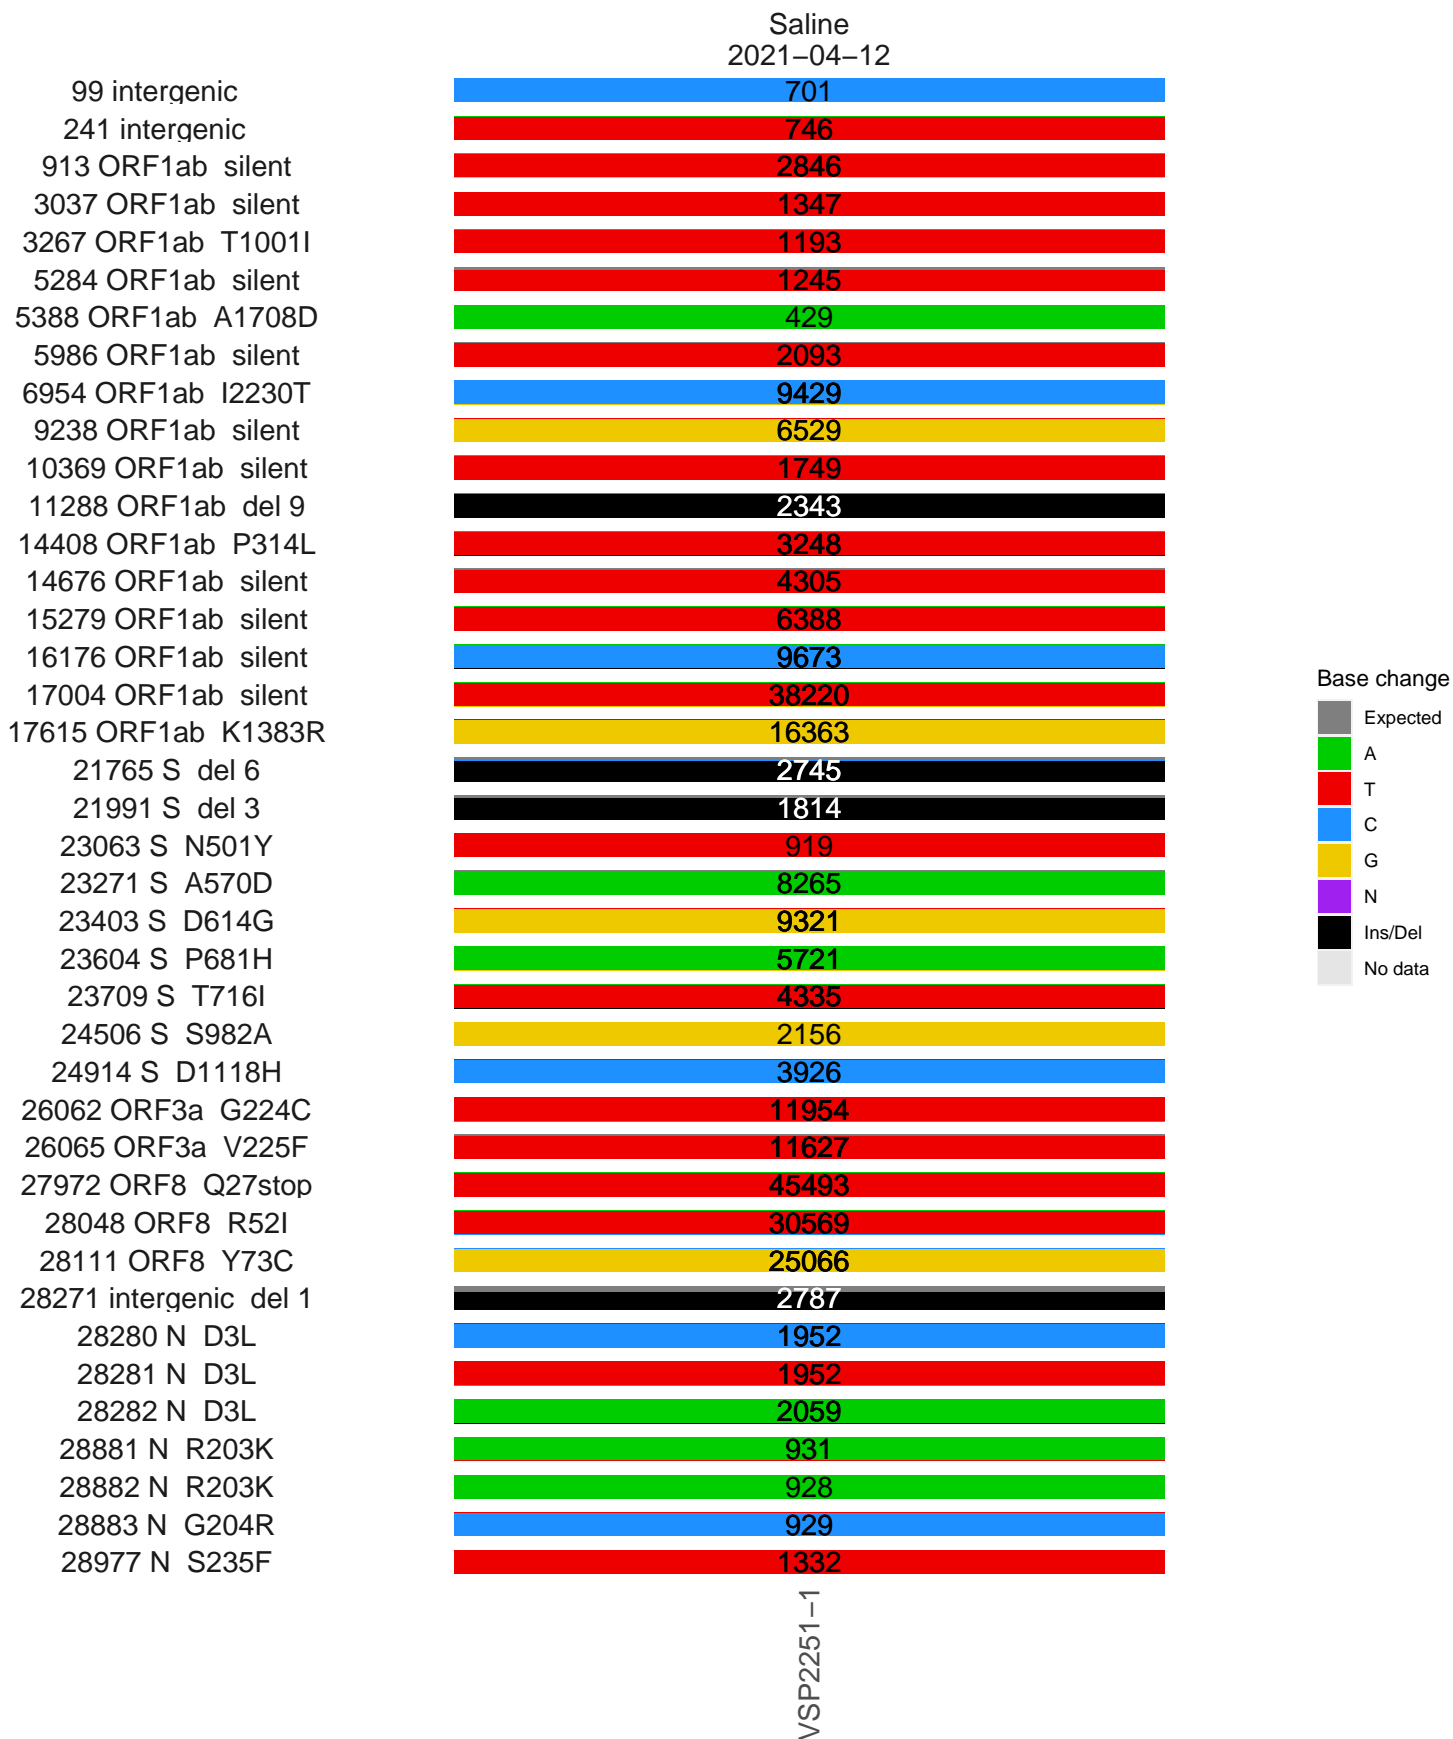 Saline
2021−04−12
99 intergenic 701
241 intergenic 746
913 ORF1ab silent 2846
3037 ORF1ab silent 1347
3267 ORF1ab T1001I 1193
5284 ORF1ab silent 1245
5388 ORF1ab A1708D 429
5986 ORF1ab silent 2093
6954 ORF1ab I2230T 9429
9238 ORF1ab silent 6529
10369 ORF1ab silent 1749
11288 ORF1ab del 9 2343
14408 ORF1ab P314L 3248
14676 ORF1ab silent 4305
15279 ORF1ab silent 6388
16176 ORF1ab silent 9673
17004 ORF1ab silent 38220
17615 ORF1ab K1383R 16363
21765 S del 6 2745
21991 S del 3 1814
23063 S N501Y 919
23271 S A570D 8265
23403 S D614G 9321
23604 S P681H 5721
23709 S T716I 4335
24506 S S982A 2156
24914 S D1118H 3926
26062 ORF3a G224C 11954
26065 ORF3a V225F 11627
27972 ORF8 Q27stop 45493
28048 ORF8 R52I 30569
28111 ORF8 Y73C 25066
28271 intergenic del 1 2787
28280 N D3L 1952
28281 N D3L 1952
28282 N D3L 2059
28881 N R203K 931
28882 N R203K 928
28883 N G204R 929
28977 N S235F 1332
VSP2251−1
Base change
Expected
A
T
C
G
N
Ins/Del
No data